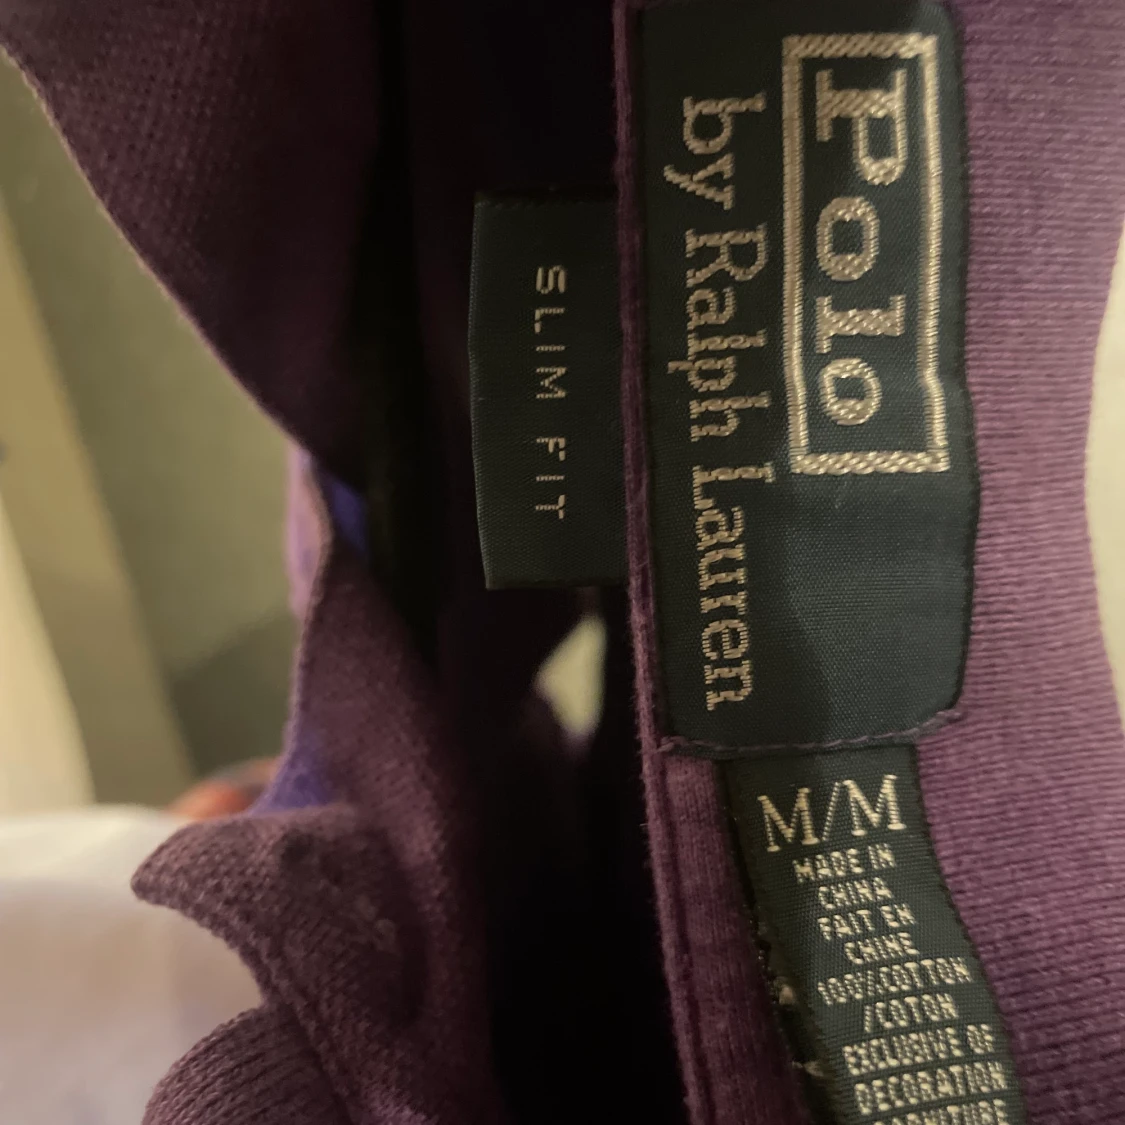 Polo
by Ralph Lauren
SLIM FIT
M/M
MADE IN
CHINA
FAIT EN
CHINE
100%COTTON
/COTON
EXCLUSIVE OF
DECORATION